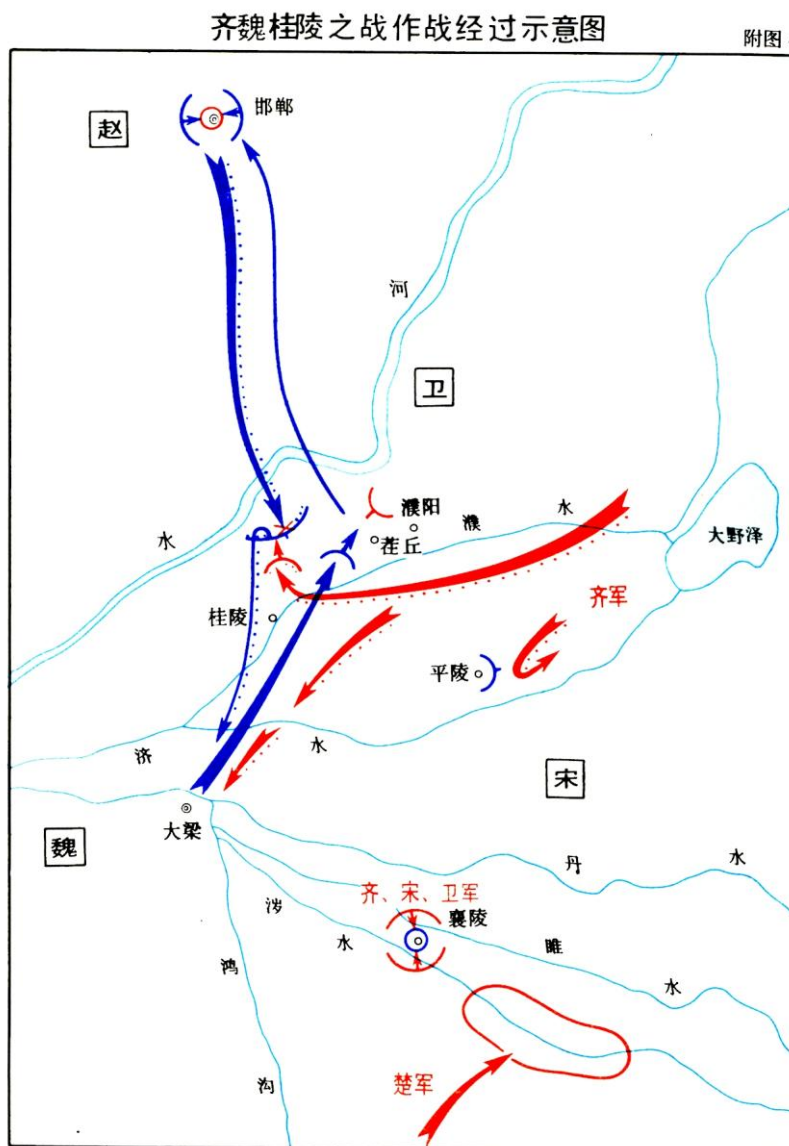 齐魏桂陵之战作战经过示意图
附图
赵
邯郸
河
卫
濮阳
濮
水
水
茬丘
大野泽
桂陵
齐军
平陵
济
水
宋
大梁
魏
丹
水
齐、宋、卫军
襄陵
涉
水
睢
水
鸿
沟
楚军